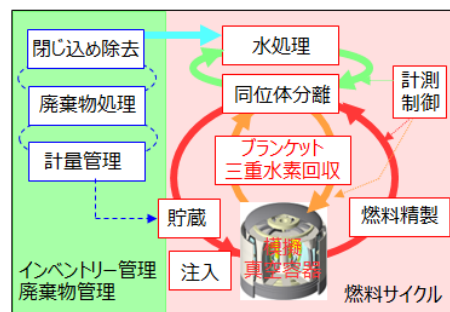 閉じ込め除去
水処理
同位体分離
計測
制御
廃棄物処理
ブランケット
三重水素回収
計量管理
貯蔵
燃料精製
模擬
真空容器
注入
インベントリー管理
廃棄物管理
燃料サイクル